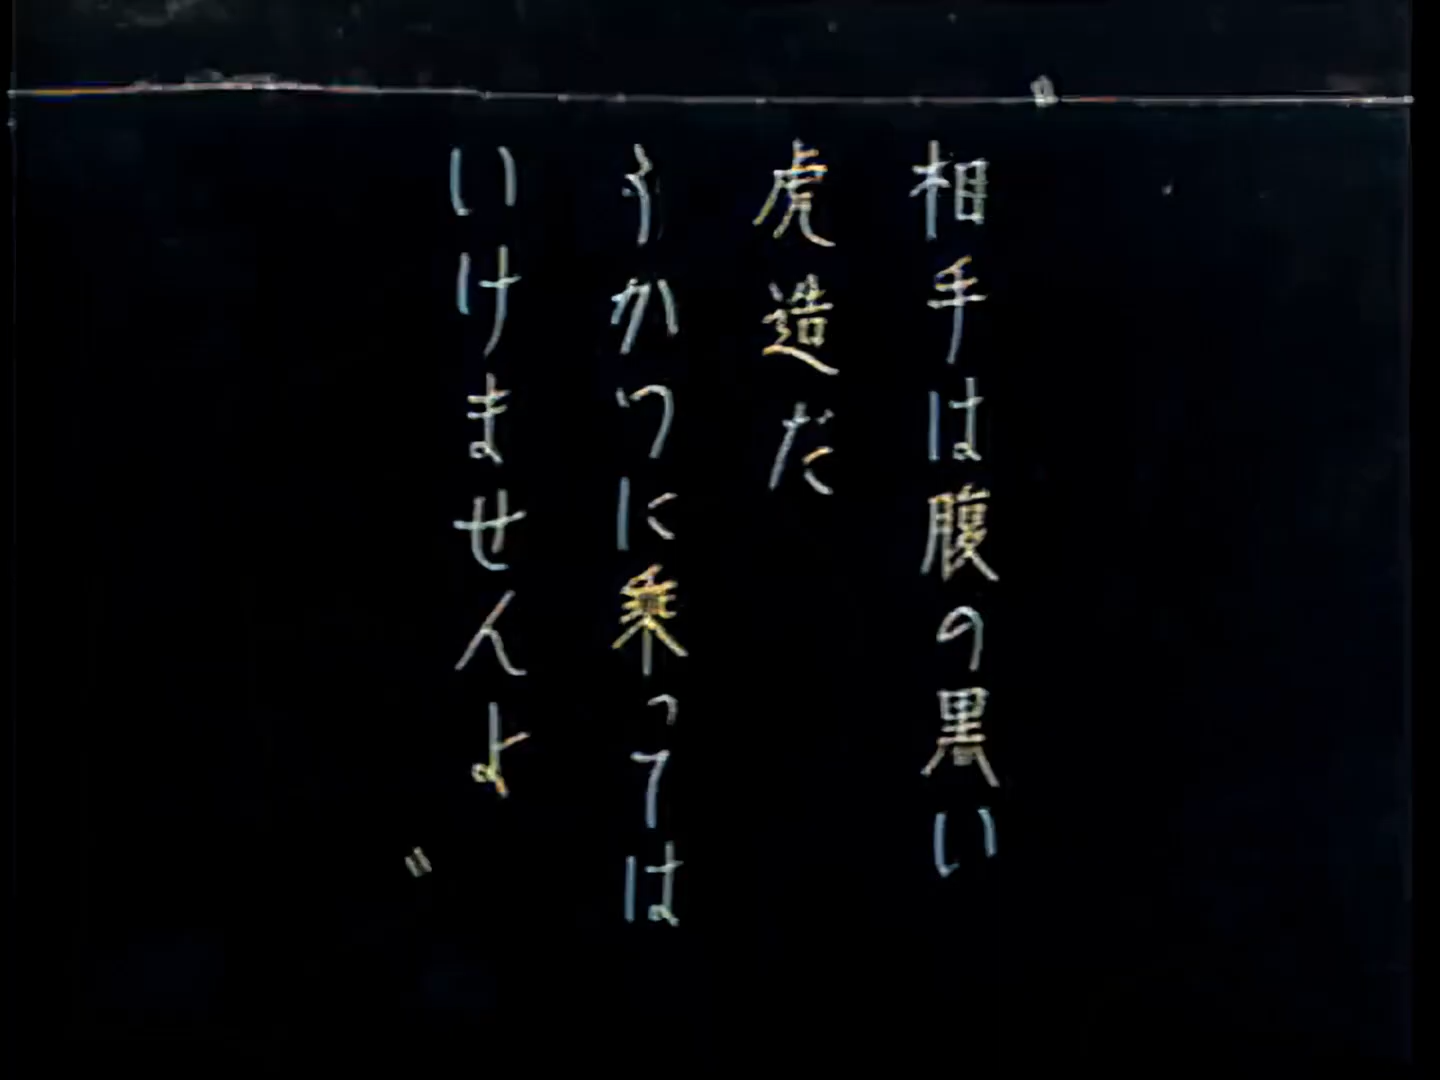 相手は腹の黒い
虎造だ
うかつに乗っては
いけませんよ〟